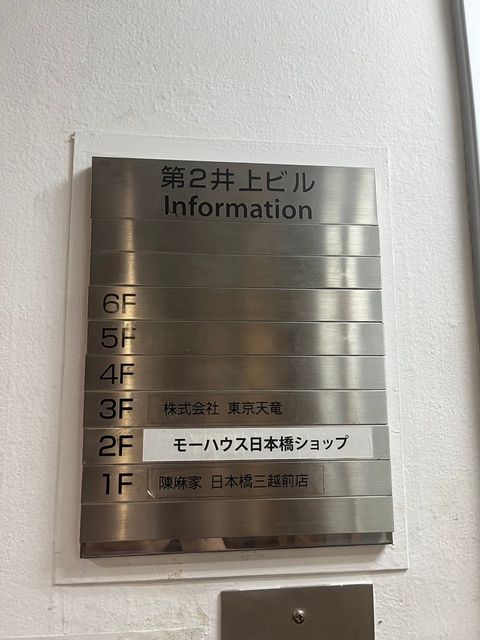 第2井上ビル
Information
6F
5F
4F
3F 株式会社 東京天竜
2F モーハウス日本橋ショップ
1F 陳麻家 日本橋三越前店